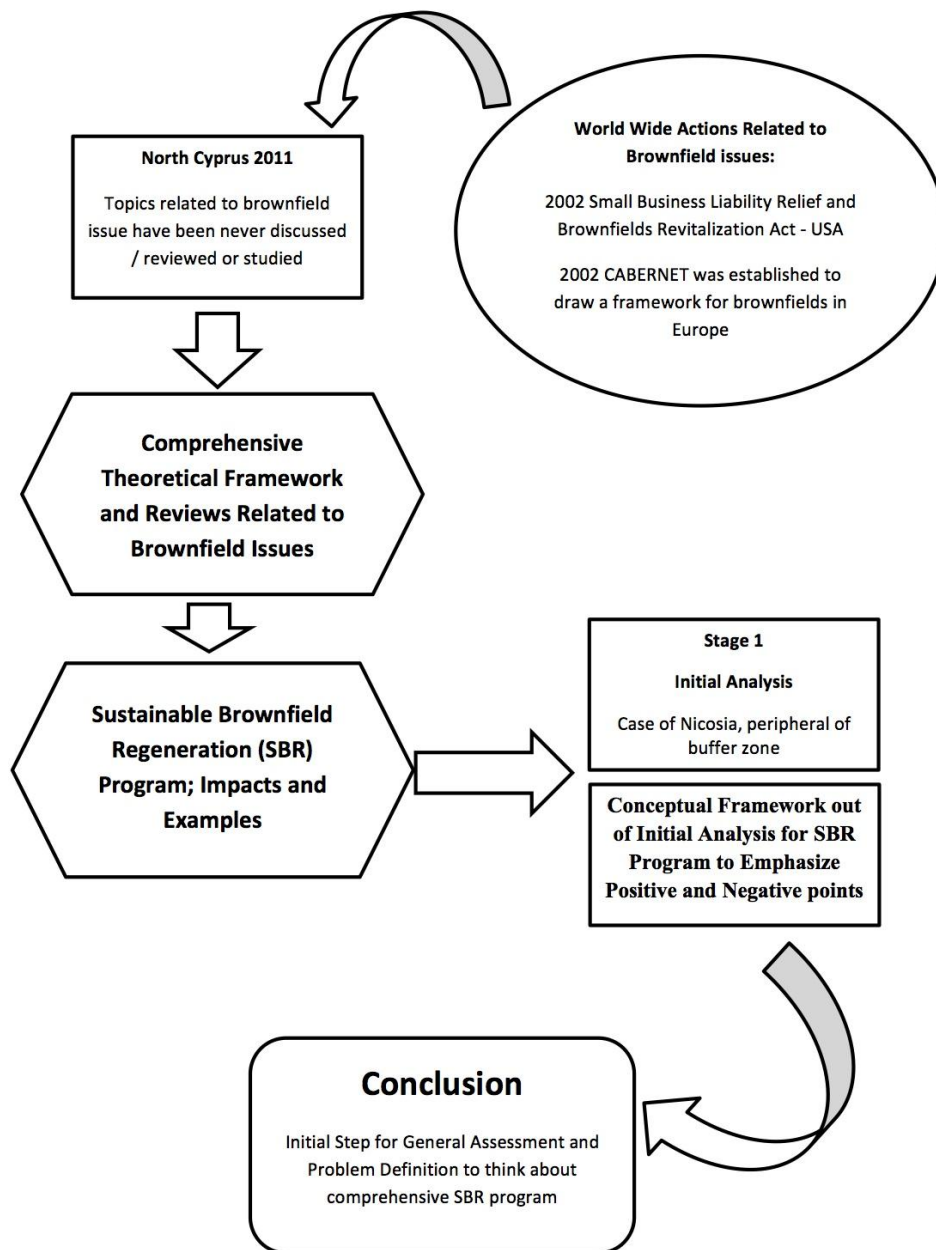 World Wide Actions Related to
Brownfield issues:
2002 Small Business Liability Relief and
Brownfields Revitalization Act - USA
2002 CABERNET was established to
draw a framework for brownfields in
Europe
North Cyprus 2011
Topics related to brownfield
issue have been never discussed
/ reviewed or studied
Comprehensive
Theoretical Framework
and Reviews Related to
Brownfield Issues
Sustainable Brownfield
Regeneration (SBR)
Program; Impacts and
Examples
Stage 1
Initial Analysis
Case of Nicosia, peripheral of
buffer zone
Conceptual Framework out
of Initial Analysis for SBR
Program to Emphasize
Positive and Negative points
Conclusion
Initial Step for General Assessment and
Problem Definition to think about
comprehensive SBR program